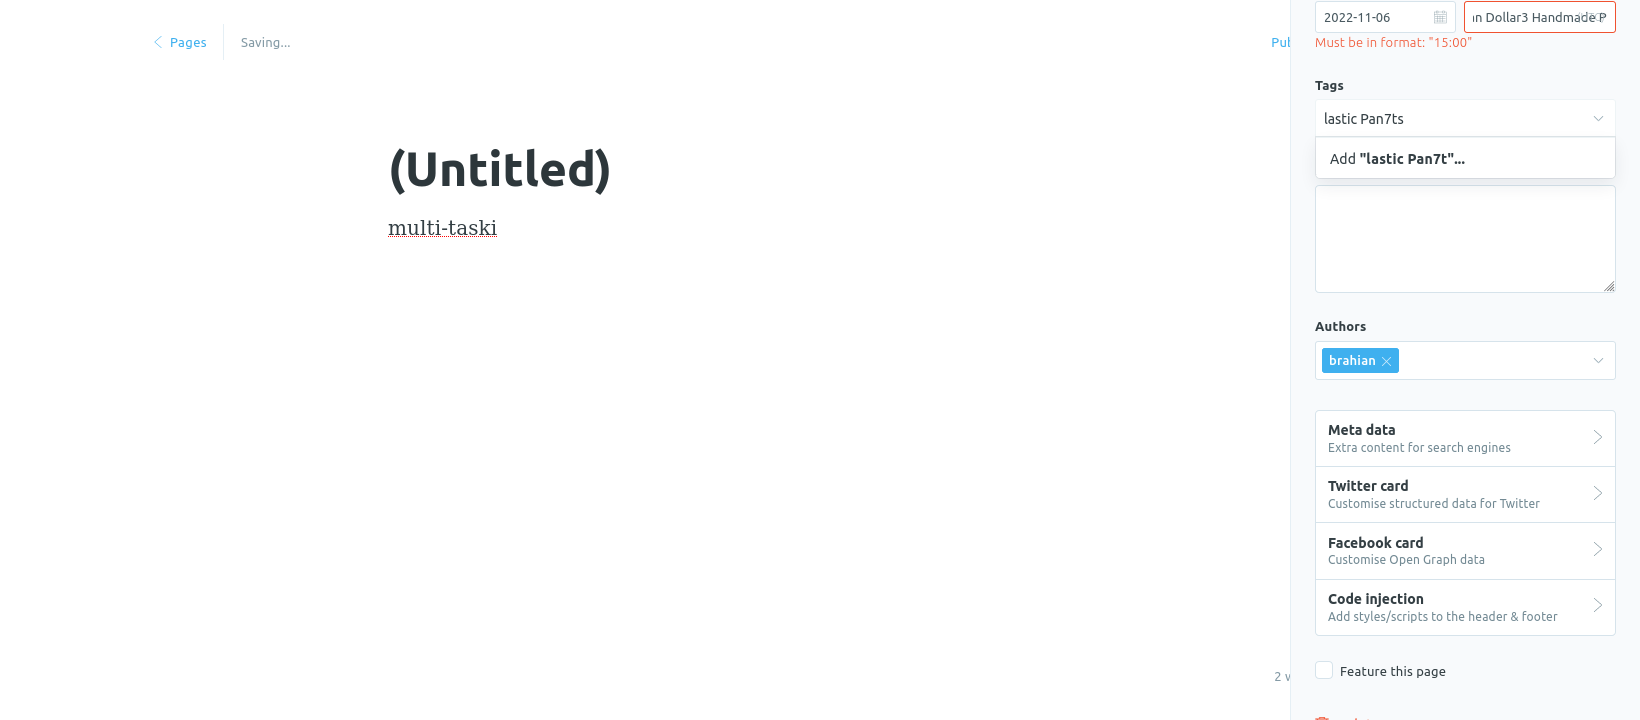 Pages
Saving...
(Untitled)
multi-taski
2022-11-06
Dollar3 Handmade P
Must be in format: "15:00"
Tags
lastic Pan7ts
Add "lastic Pan7t"...
Authors
brahian
Meta data
Extra content for search engines
Twitter card
Customise structured data for Twitter
Facebook card
Customise Open Graph data
Code injection
Add styles/scripts to the header & footer
Feature this page
2